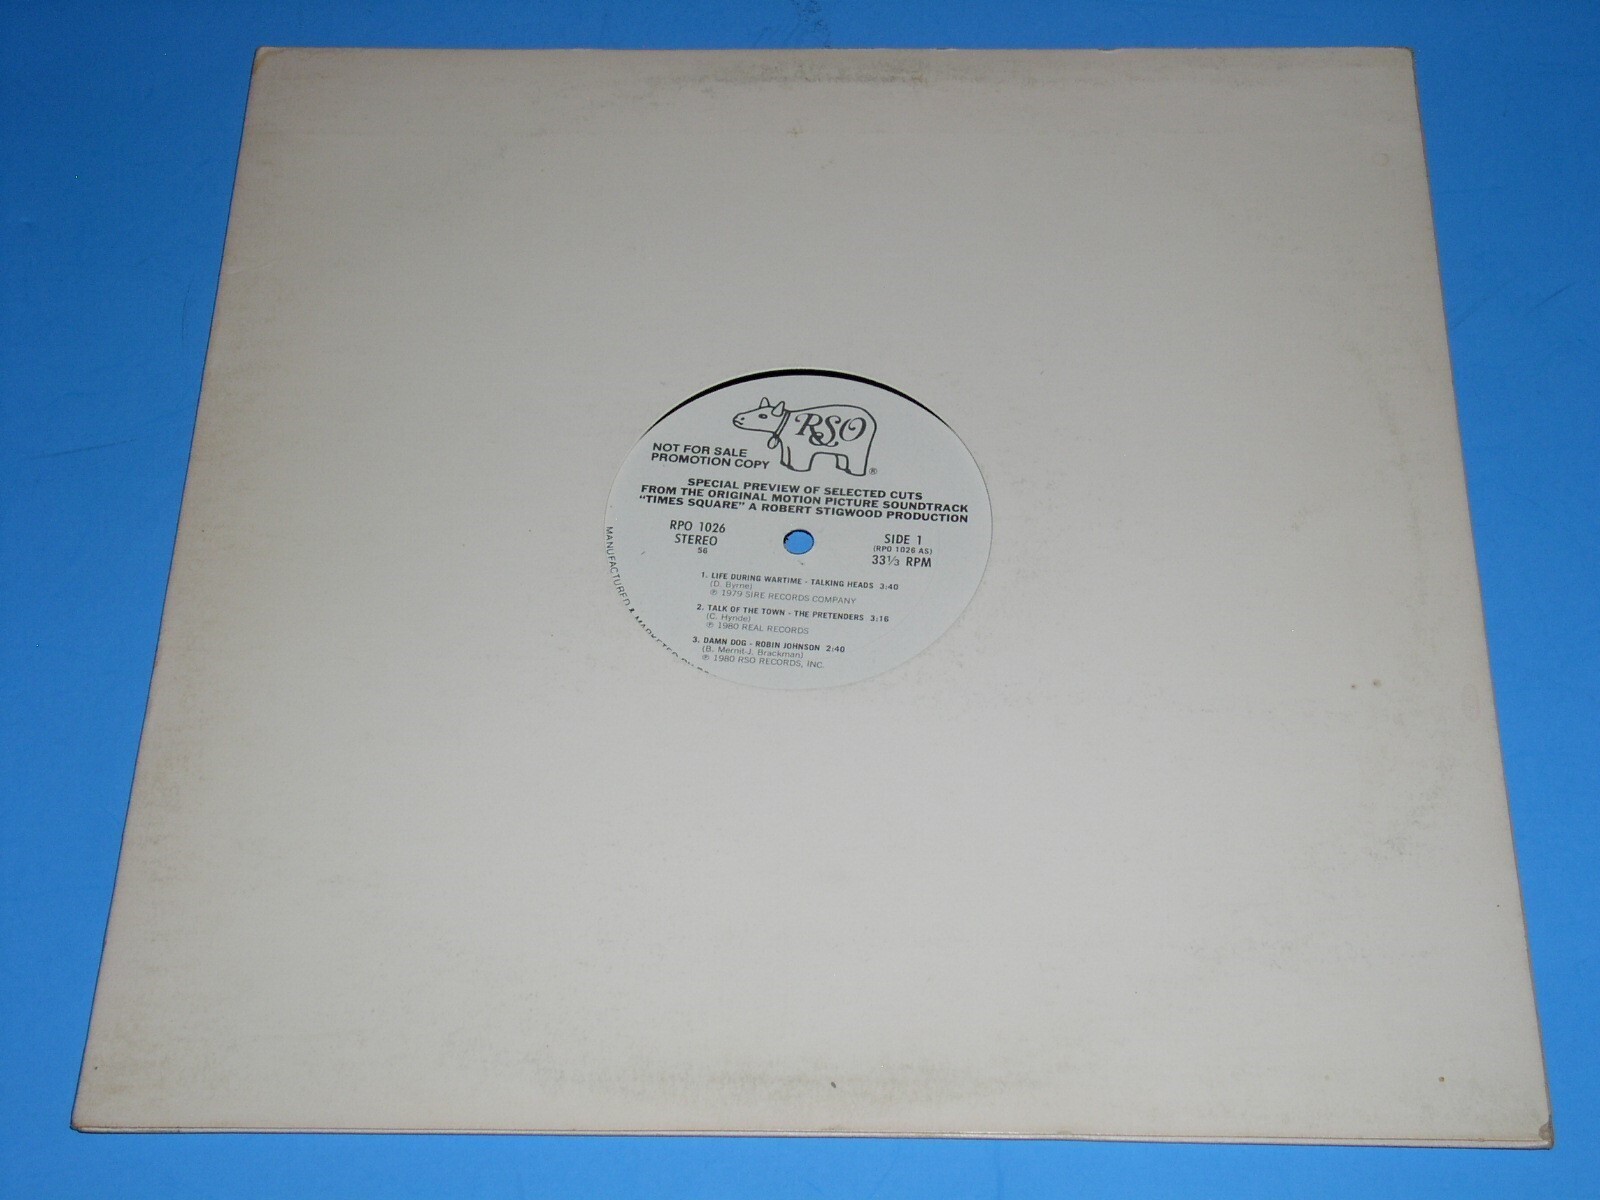 RSO
®
NOT FOR SALE
PROMOTION COPY
SPECIAL PREVIEW OF SELECTED CUTS
FROM THE ORIGINAL MOTION PICTURE SOUNDTRACK
"TIMES SQUARE" A ROBERT STIGWOOD PRODUCTION
RPO 1026
STEREO
56
SIDE 1
(RPO 1026 AS)
33⅓ RPM
1. LIFE DURING WARTIME - TALKING HEADS 3:40
(D. Byrne)
℗ 1979 SIRE RECORDS COMPANY
2. TALK OF THE TOWN - THE PRETENDERS 3:16
(C. Hynde)
℗ 1980 REAL RECORDS
3. DAMN DOG - ROBIN JOHNSON 2:40
(B. Mernit-J. Brackman)
℗ 1980 RSO RECORDS, INC.
MANUFACTURED & MARKETED